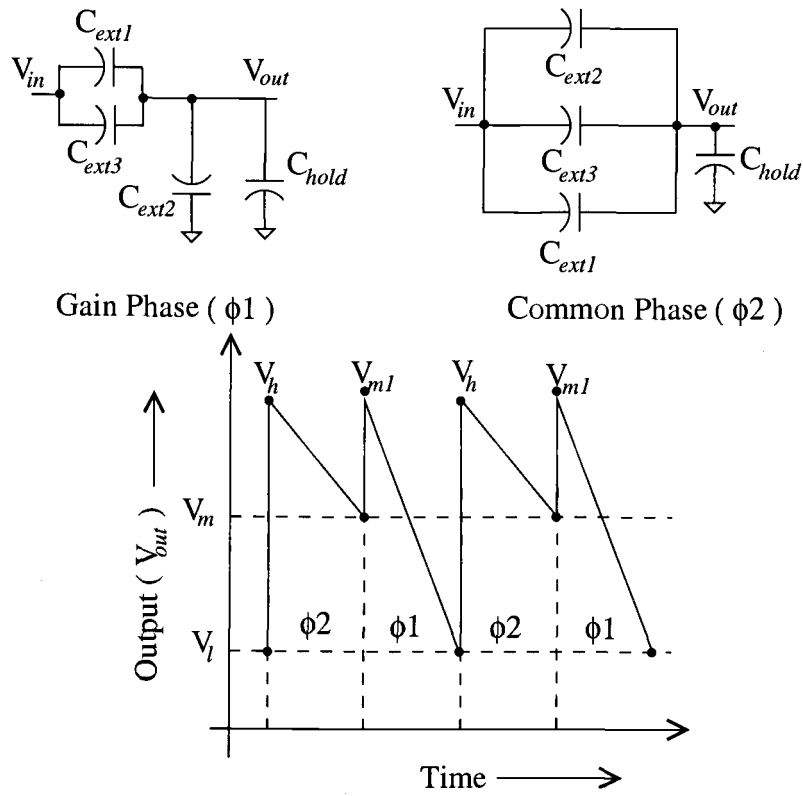 C_ext1
V_in
V_out
C_ext3
C_ext2
C_hold
Gain Phase ( ϕ1 )
C_ext2
V_in
V_out
C_ext3
C_hold
C_ext1
Common Phase ( ϕ2 )
V_h V_m1 V_h V_m1
V_m
V_l
ϕ2 ϕ1 ϕ2 ϕ1
Output ( V_out )
Time